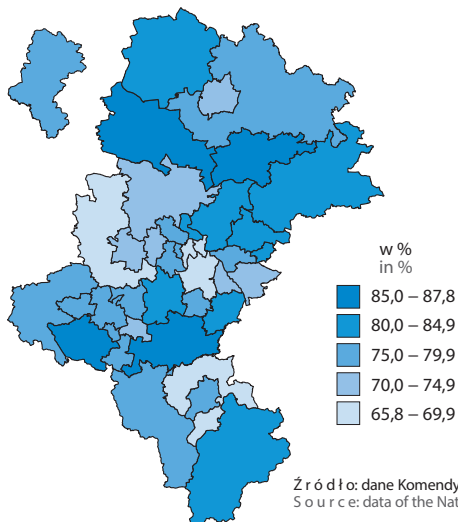 w %
in %
85,0 – 87,8
80,0 – 84,9
75,0 – 79,9
70,0 – 74,9
65,8 – 69,9
Ź r ó d ł o: dane Komendy
S o u r c e: data of the Nat